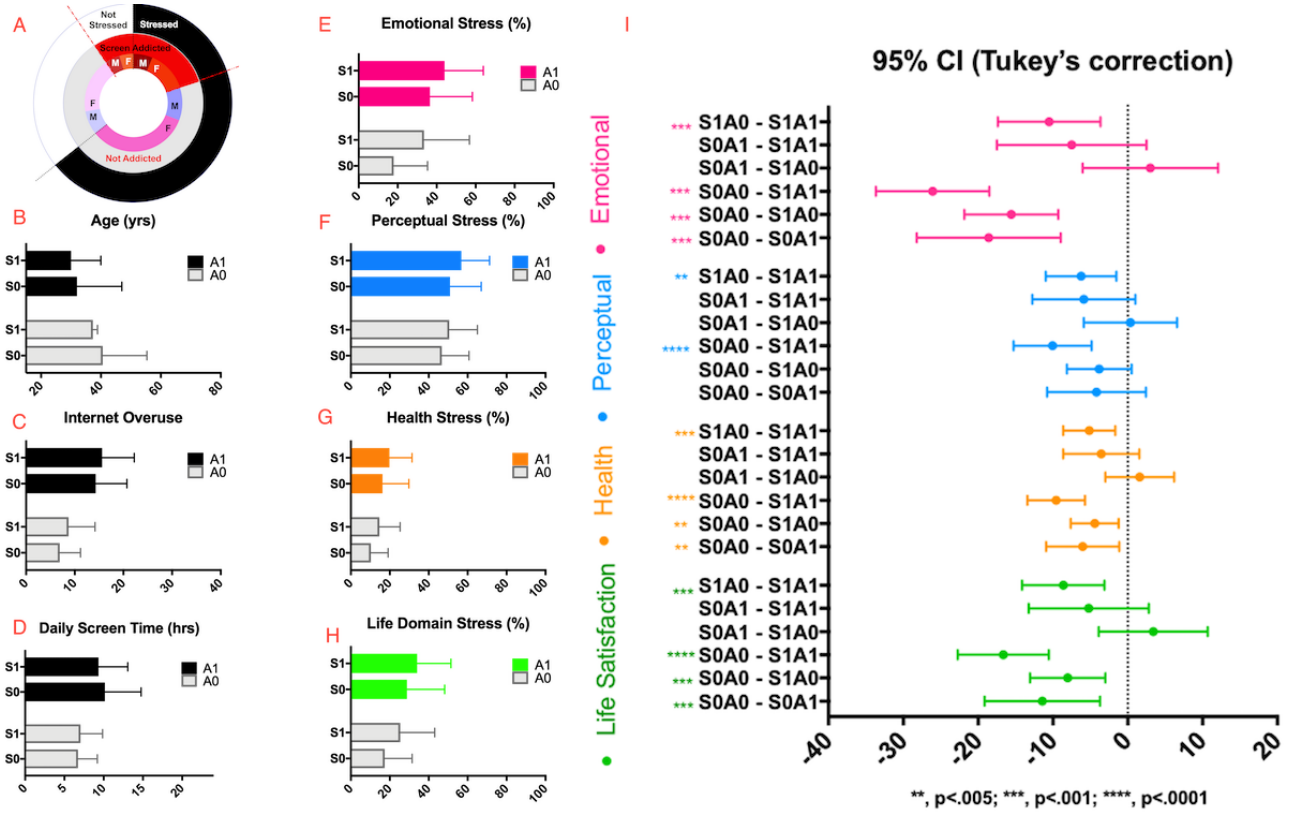 A
Not
Stressed
Stressed
Screen Addicted
M
F
M
F
F
M
M
F
Not Addicted
B
Age (yrs)
S1
S0
S1
S0
A1
A0
20
40
60
80
C
Internet Overuse
S1
S0
S1
S0
A1
A0
0
10
20
30
40
D
Daily Screen Time (hrs)
S1
S0
S1
S0
A1
A0
0
5
10
15
20
E
Emotional Stress (%)
S1
S0
S1
S0
A1
A0
0
20
40
60
80
100
F
Perceptual Stress (%)
S1
S0
S1
S0
A1
A0
0
20
40
60
80
100
G
Health Stress (%)
S1
S0
S1
S0
A1
A0
0
20
40
60
80
100
H
Life Domain Stress (%)
S1
S0
S1
S0
A1
A0
0
20
40
60
80
100
I
95% CI (Tukey's correction)
Emotional
Perceptual
Health
Life Satisfaction
*** S1A0 - S1A1
S0A1 - S1A1
S0A1 - S1A0
*** S0A0 - S1A1
*** S0A0 - S1A0
*** S0A0 - S0A1
** S1A0 - S1A1
S0A1 - S1A1
S0A1 - S1A0
**** S0A0 - S1A1
S0A0 - S1A0
S0A0 - S0A1
*** S1A0 - S1A1
S0A1 - S1A1
S0A1 - S1A0
**** S0A0 - S1A1
** S0A0 - S1A0
** S0A0 - S0A1
*** S1A0 - S1A1
S0A1 - S1A1
S0A1 - S1A0
**** S0A0 - S1A1
*** S0A0 - S1A0
*** S0A0 - S0A1
-40
-30
-20
-10
0
10
20
**, p<.005; ***, p<.001; ****, p<.0001